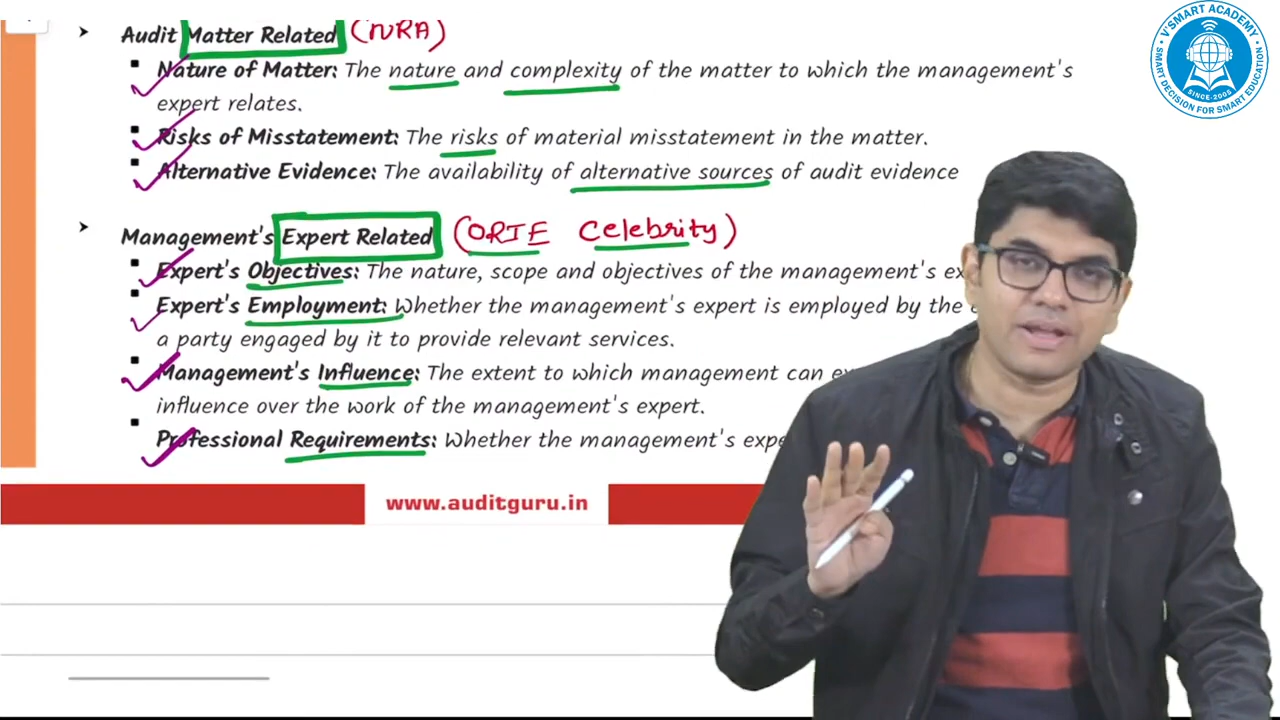 Audit Matter Related (NRA)
Nature of Matter: The nature and complexity of the matter to which the management's
expert relates.
Risks of Misstatement: The risks of material misstatement in the matter.
Alternative Evidence: The availability of alternative sources of audit evidence
Management's Expert Related (ORIE Celebrity)
Expert's Objectives: The nature, scope and objectives of the management's
Expert's Employment: Whether the management's expert is employed by the
a party engaged by it to provide relevant services.
Management's Influence: The extent to which management can
influence over the work of the management's expert.
Professional Requirements: Whether the management's
www.auditguru.in
V'SMART ACADEMY
SINCE-2005
SMART DECISION FOR SMART EDUCATION